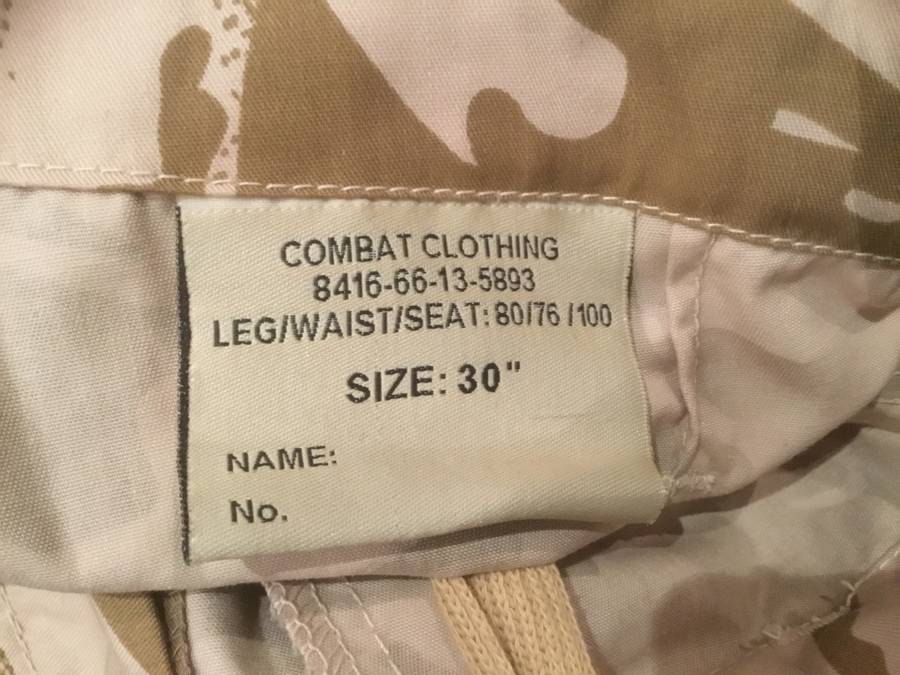 COMBAT CLOTHING
8416-66-13-5893
LEG/WAIST/SEAT: 80/76 /100
SIZE: 30"
NAME:
No.